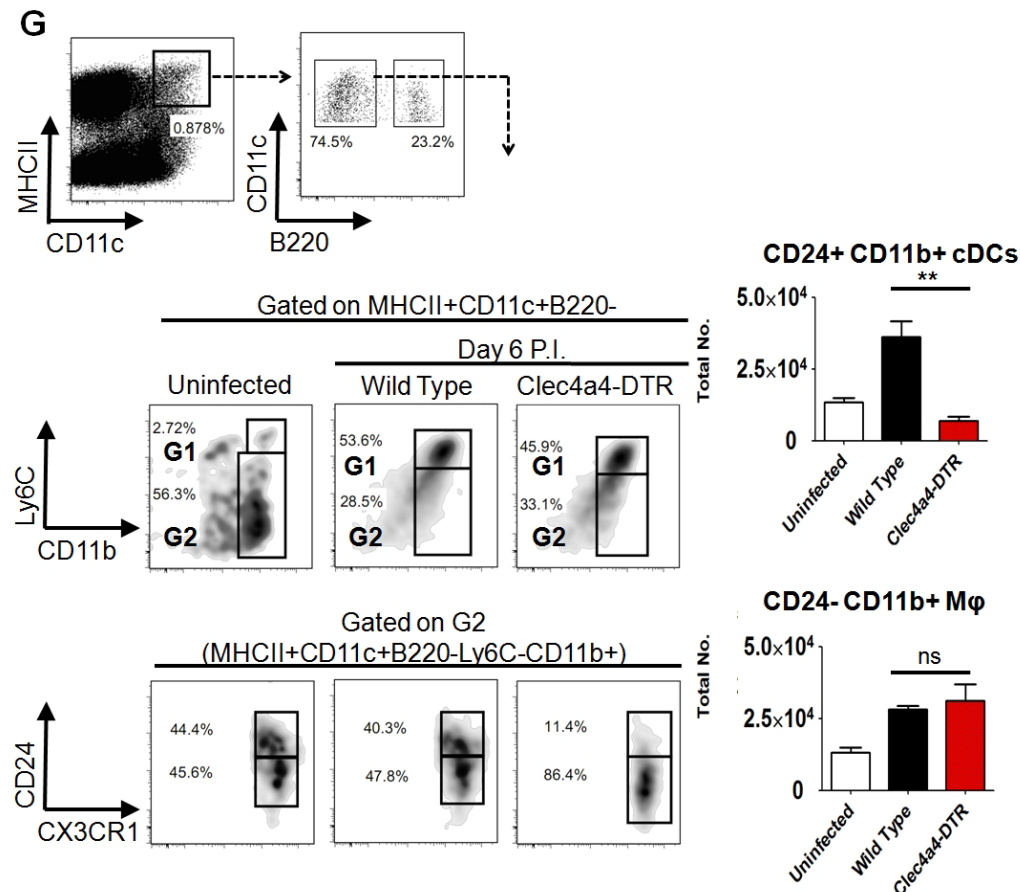 G
MHCII
0.878%
CD11c
CD11c
74.5%
23.2%
B220
Gated on MHCII+CD11c+B220-
Day 6 P.I.
Uninfected
Wild Type
Clec4a4-DTR
Ly6C
2.72%
G1
56.3%
G2
CD11b
53.6%
G1
28.5%
G2
45.9%
G1
33.1%
G2
CD24+ CD11b+ cDCs
**
Total No.
5.0×10⁴
2.5×10⁴
0
Uninfected
Wild Type
Clec4a4-DTR
Gated on G2
(MHCII+CD11c+B220-Ly6C-CD11b+)
CD24
44.4%
45.6%
CX3CR1
40.3%
47.8%
11.4%
86.4%
CD24- CD11b+ Mφ
ns
Total No.
5.0×10⁴
2.5×10⁴
0
Uninfected
Wild Type
Clec4a4-DTR